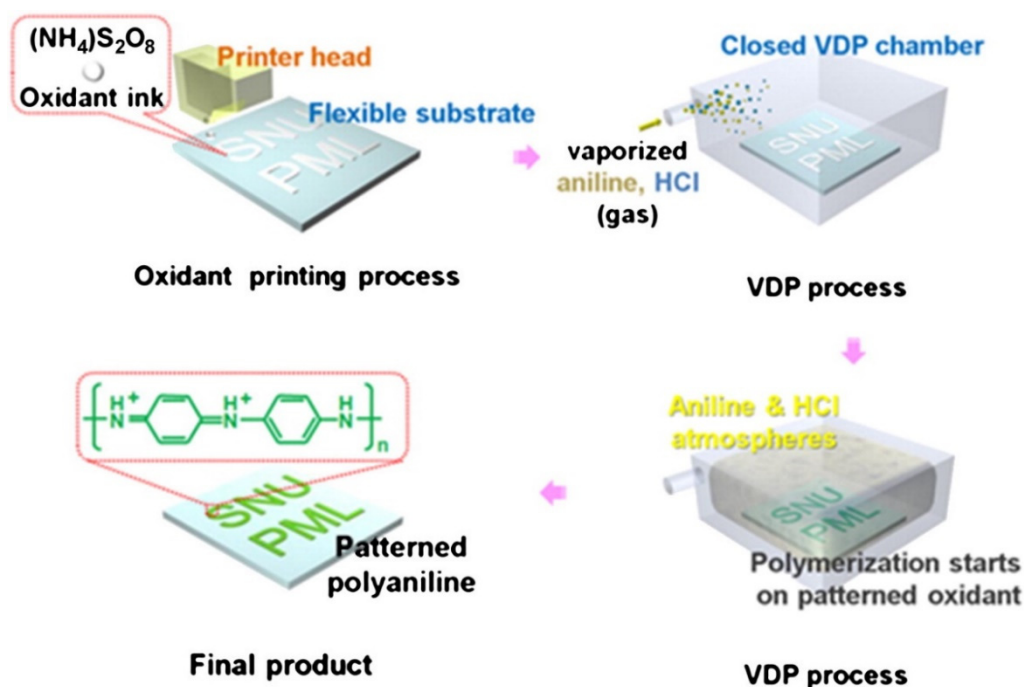 (NH₄)S₂O₈
Oxidant ink
Printer head
Flexible substrate
SNU
PML
Oxidant printing process
Closed VDP chamber
vaporized
aniline, HCl
(gas)
SNU
PML
VDP process
Aniline & HCl
atmospheres
SNU
PML
Polymerization starts
on patterned oxidant
VDP process
H⁺ H⁺ H
N N N n
SNU
PML
Patterned
polyaniline
Final product